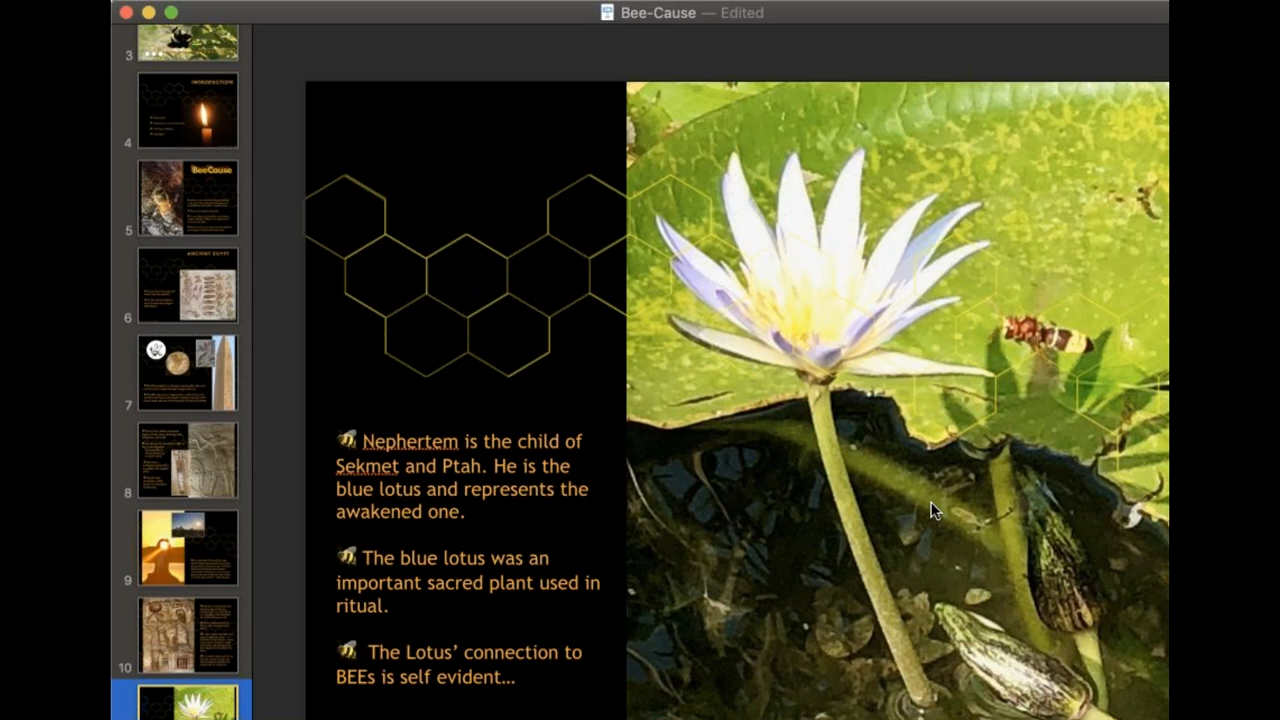 Bee-Cause — Edited
3
INTRODUCTION
4
BeeCause
5
ANCIENT EGYPT
6
7
8
9
10
Nephertem is the child of
Sekmet and Ptah. He is the
blue lotus and represents the
awakened one.
The blue lotus was an
important sacred plant used in
ritual.
The Lotus’ connection to
BEEs is self evident…